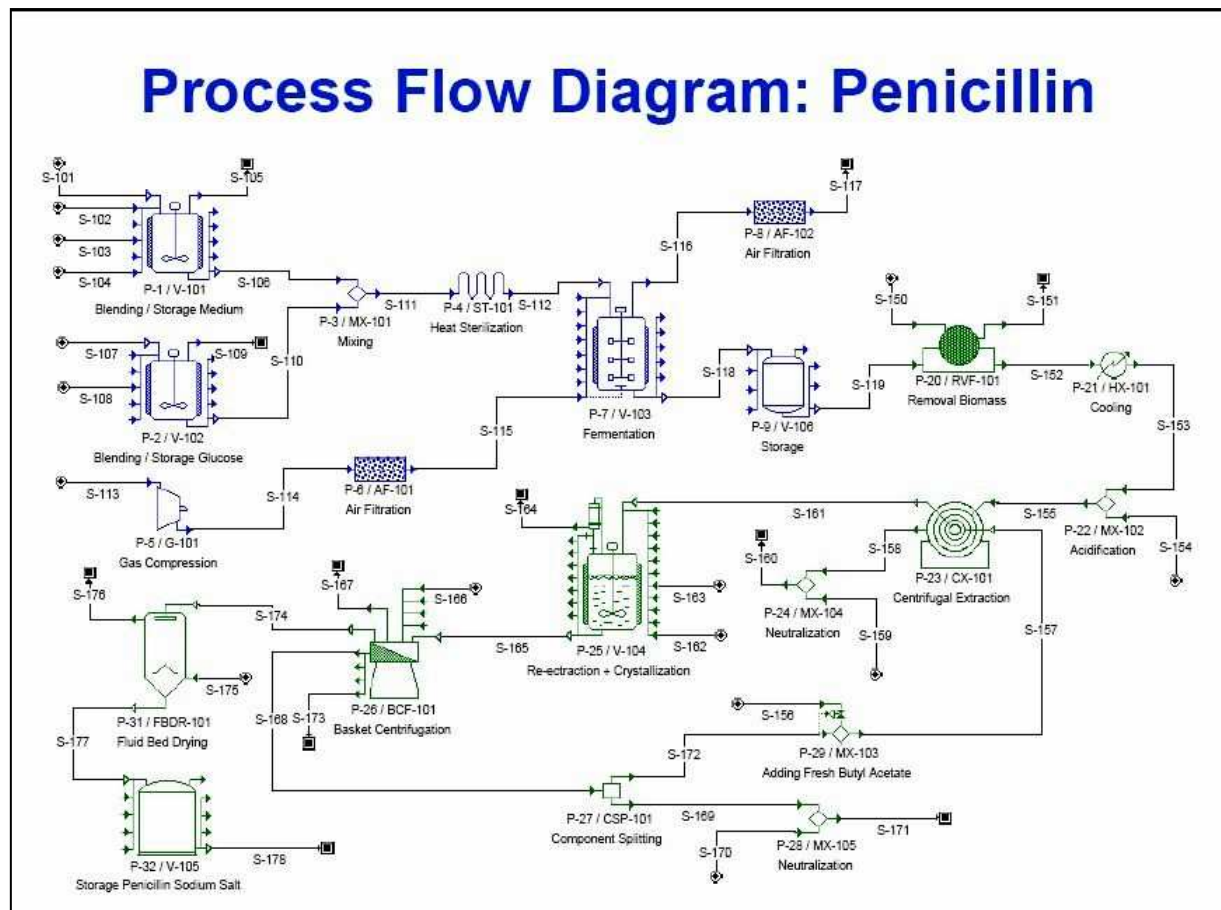 Process Flow Diagram: Penicillin
S-101
S-105
S-102
S-103
S-104
S-106
P-1 / V-101
Blending / Storage Medium
S-107
S-109
S-108
S-110
P-2 / V-102
Blending / Storage Glucose
P-3 / MX-101
Mixing
S-111
P-4 / ST-101
Heat Sterilization
S-112
S-113
P-5 / G-101
Gas Compression
S-114
P-6 / AF-101
Air Filtration
S-115
S-116
P-8 / AF-102
Air Filtration
S-117
P-7 / V-103
Fermentation
S-118
P-9 / V-106
Storage
S-119
S-150
S-151
P-20 / RVF-101
Removal Biomass
S-152
P-21 / HX-101
Cooling
S-153
S-154
P-22 / MX-102
Acidification
S-155
P-23 / CX-101
Centrifugal Extraction
S-157
S-158
S-160
P-24 / MX-104
Neutralization
S-159
S-161
S-164
S-163
S-162
P-25 / V-104
Re-ectraction + Crystallization
S-165
S-167
S-166
S-168
S-173
P-26 / BCF-101
Basket Centrifugation
S-174
S-176
S-175
P-31 / FBDR-101
Fluid Bed Drying
S-177
P-32 / V-105
Storage Penicillin Sodium Salt
S-178
S-156
P-29 / MX-103
Adding Fresh Butyl Acetate
S-172
P-27 / CSP-101
Component Splitting
S-169
S-170
P-28 / MX-105
Neutralization
S-171